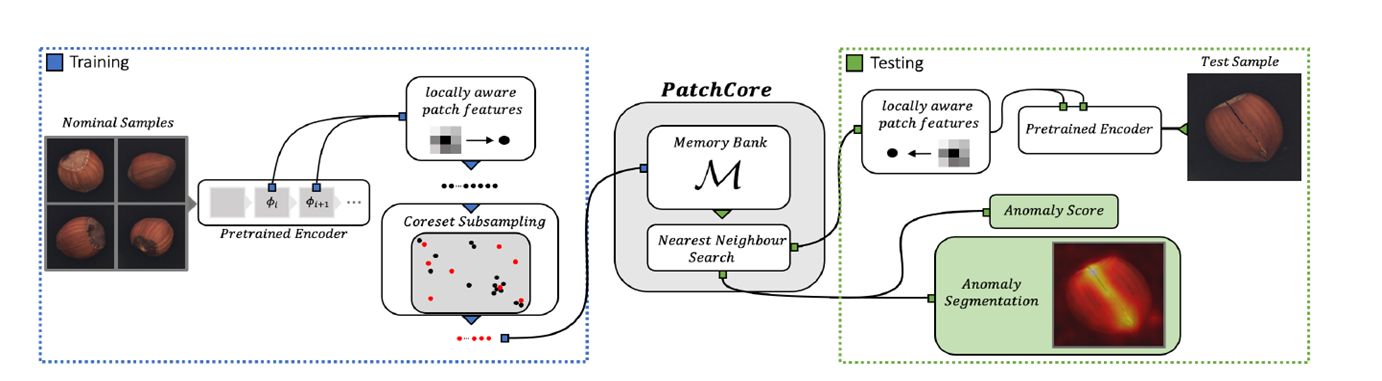 Training
Nominal Samples
ϕi
ϕi+1
...
Pretrained Encoder
locally aware
patch features
Coreset Subsampling
PatchCore
Memory Bank
ℳ
Nearest Neighbour
Search
Testing
locally aware
patch features
Pretrained Encoder
Test Sample
Anomaly Score
Anomaly
Segmentation